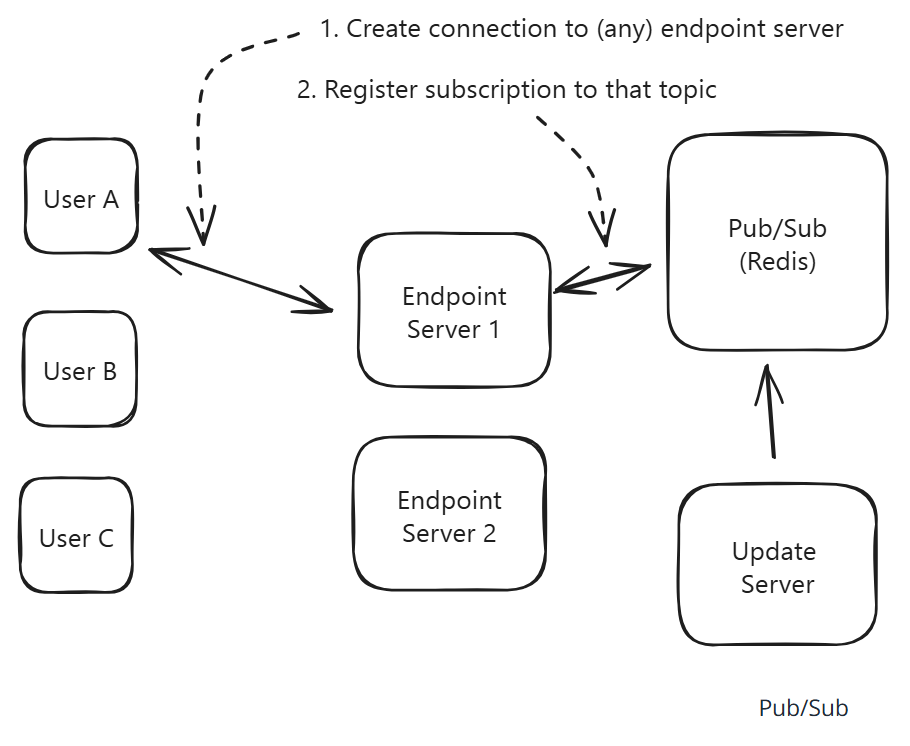 1. Create connection to (any) endpoint server
2. Register subscription to that topic
User A
Pub/Sub
(Redis)
Endpoint
Server 1
User B
Endpoint
Server 2
User C
Update
Server
Pub/Sub